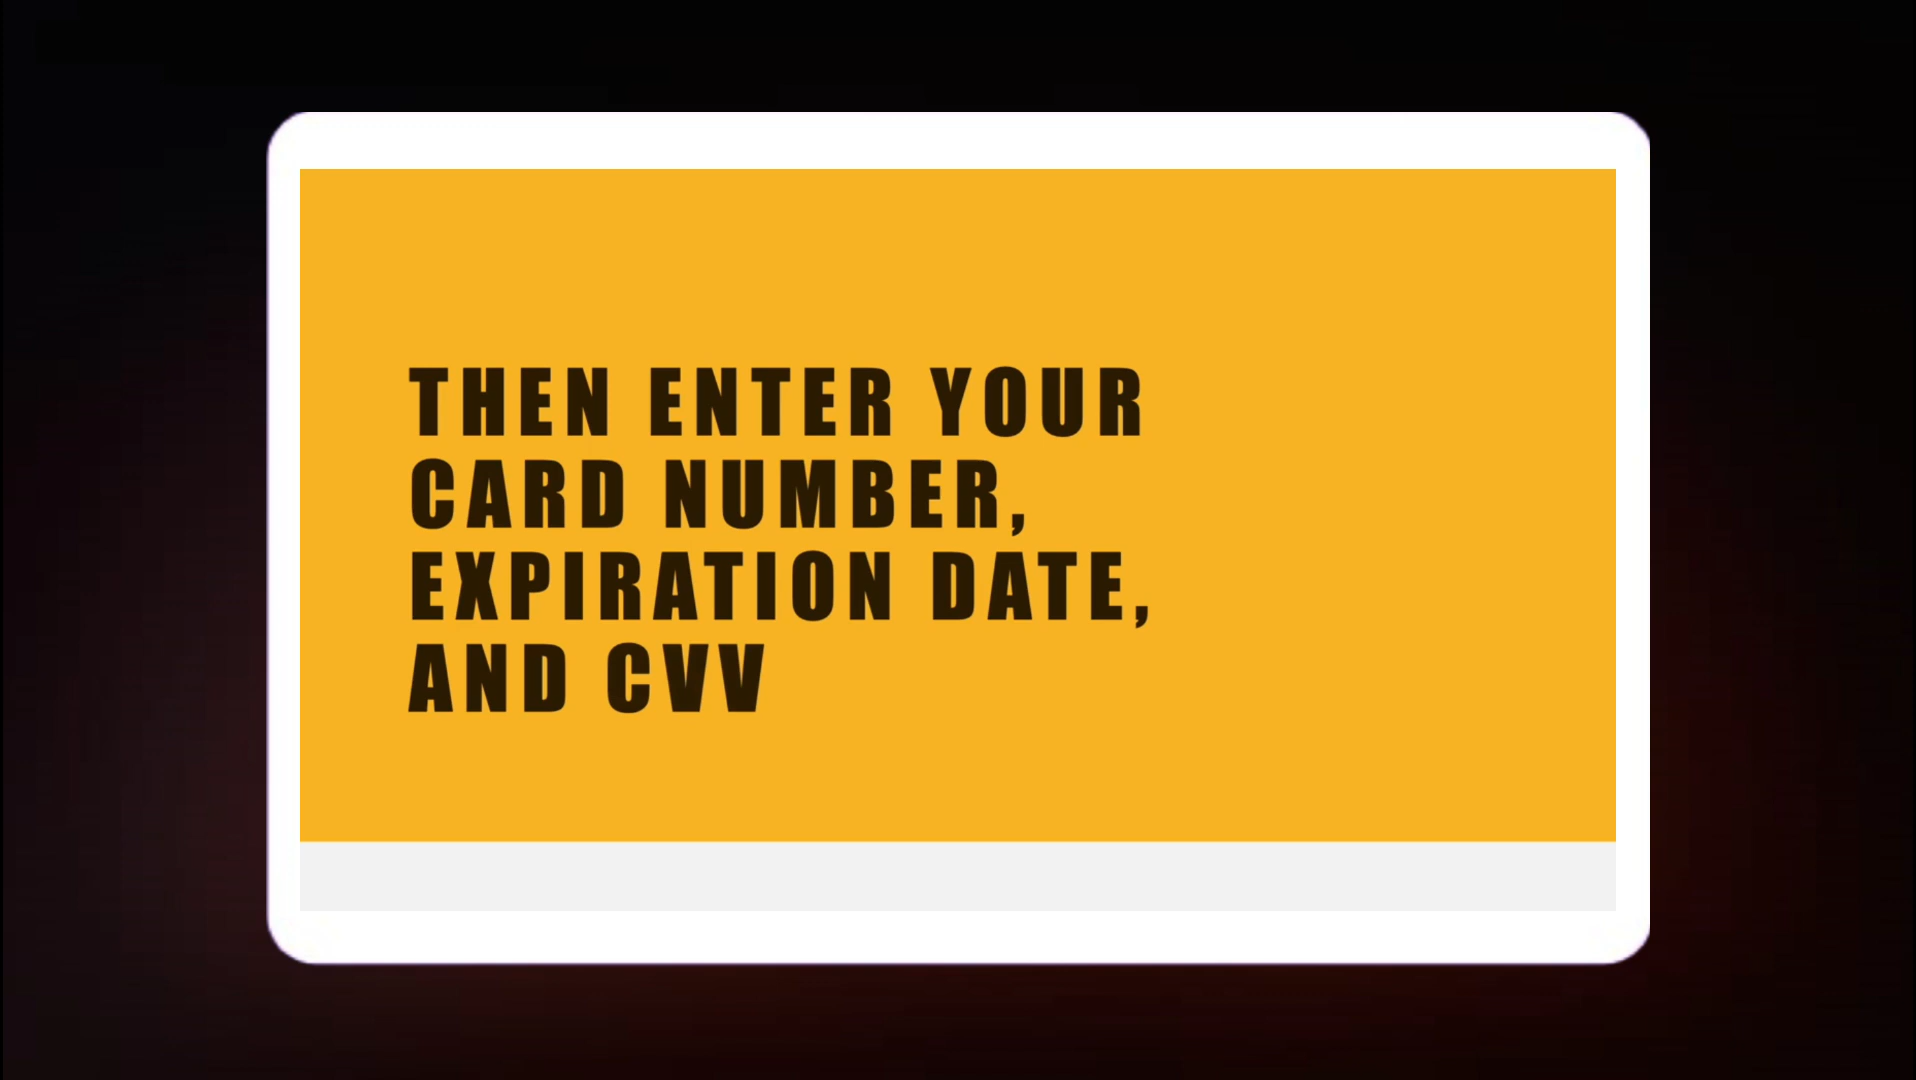 THEN ENTER YOUR
CARD NUMBER,
EXPIRATION DATE,
AND CVV